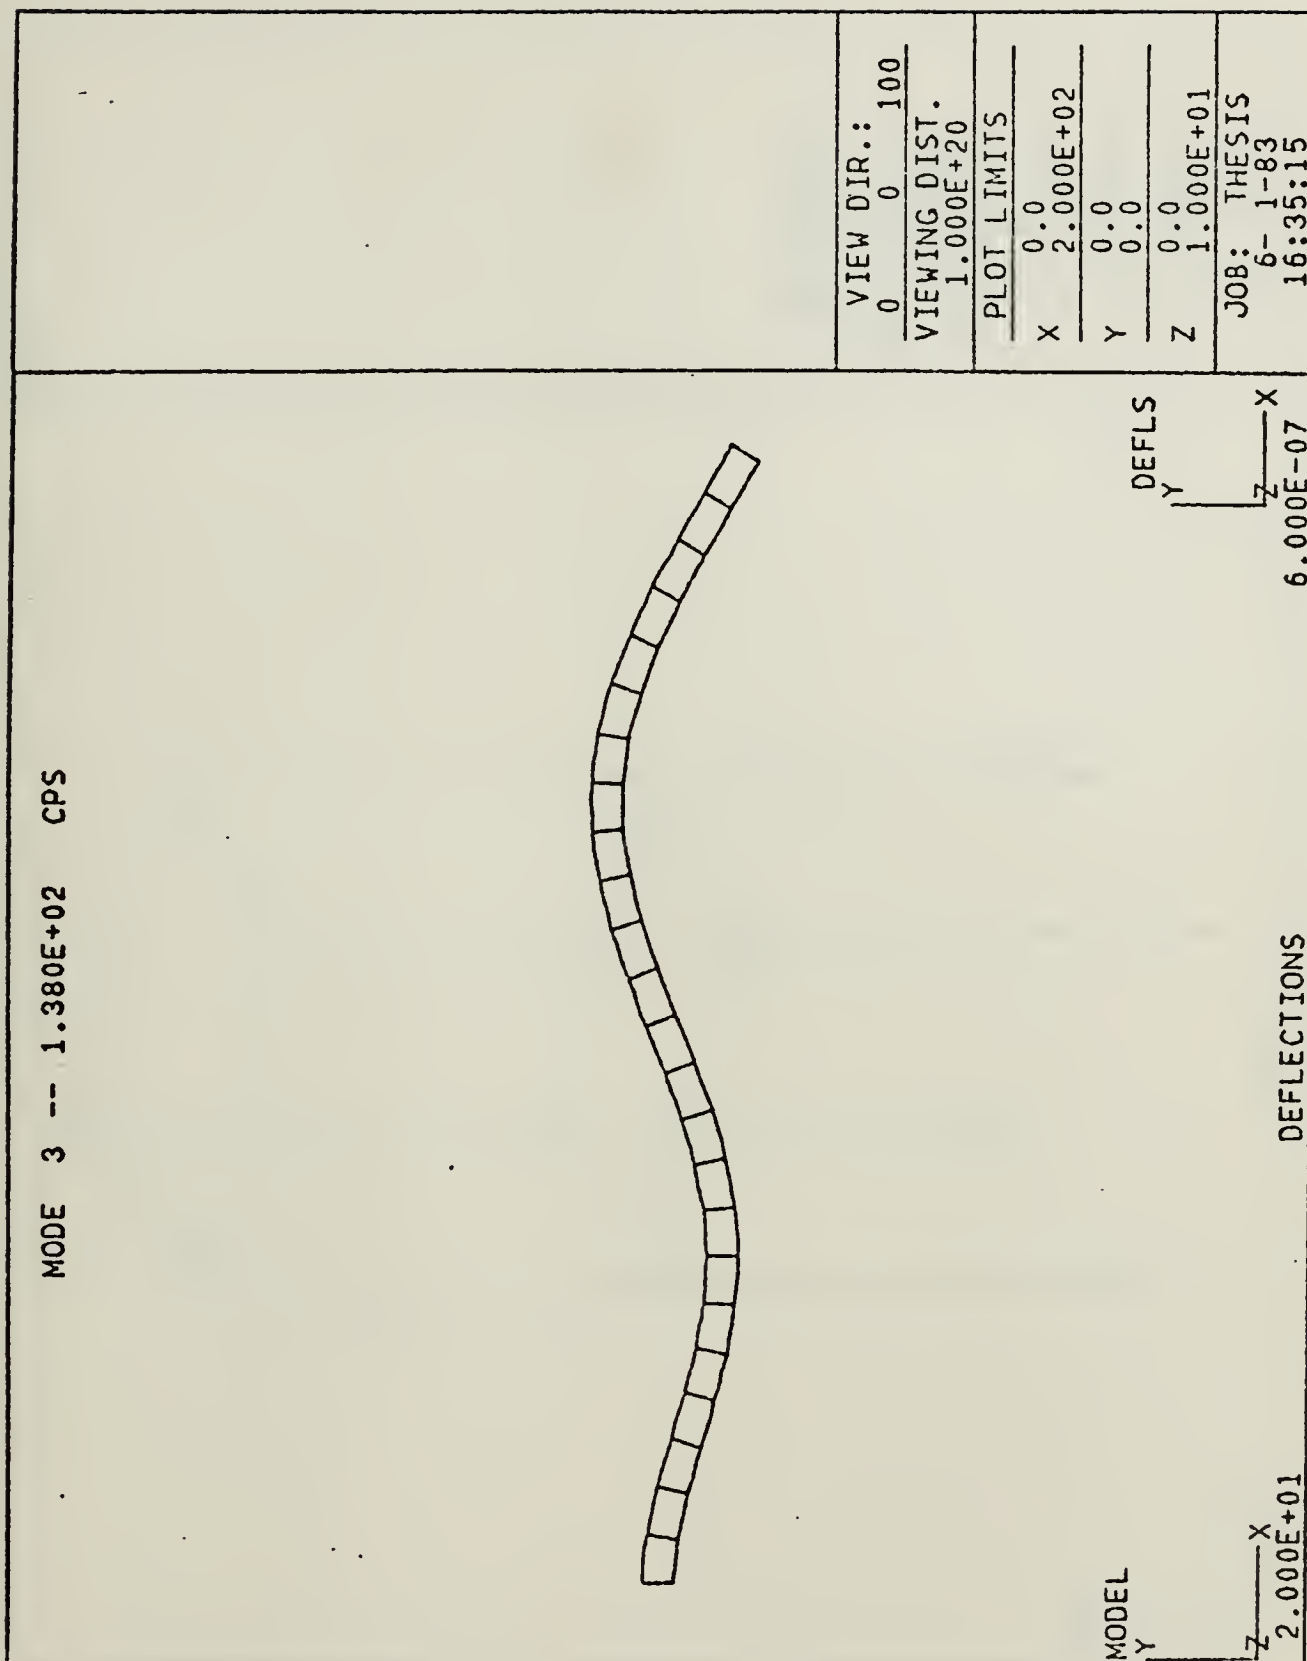 MODE 3 -- 1.380E+02 CPS
VIEW DIR.:
0 0 100
VIEWING DIST.
1.000E+20
PLOT LIMITS
X 0.0
2.000E+02
Y 0.0
0.0
Z 0.0
1.000E+01
JOB: THESIS
6- 1-83
16:35:15
MODEL
Y
Z X
2.000E+01
DEFLECTIONS
DEFLS
Y
Z X
6.000E-07